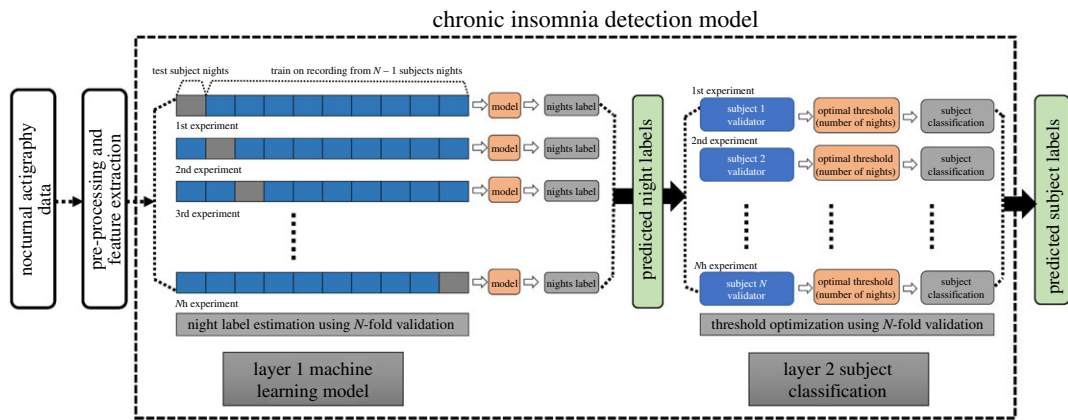 chronic insomnia detection model
nocturnal actigraphy
data
pre-processing and
feature extraction
test subject nights
train on recording from N – 1 subjects nights
model
nights label
1st experiment
model
nights label
2nd experiment
model
nights label
3rd experiment
model
nights label
Nh experiment
night label estimation using N-fold validation
layer 1 machine
learning model
predicted night labels
1st experiment
subject 1
validator
optimal threshold
(number of nights)
subject
classification
2nd experiment
subject 2
validator
optimal threshold
(number of nights)
subject
classification
Nh experiment
subject N
validator
optimal threshold
(number of nights)
subject
classification
threshold optimization using N-fold validation
layer 2 subject
classification
predicted subject labels